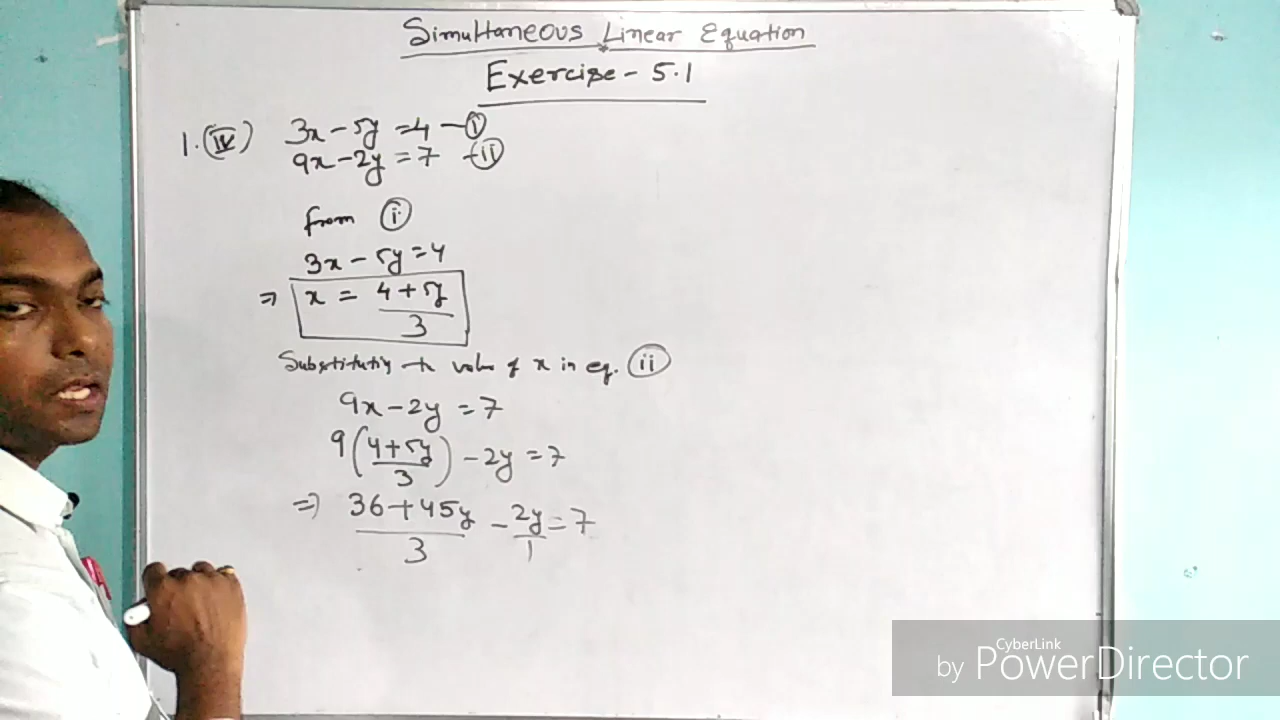 Simultaneous Linear Equation
Exercise - 5.1
1. (iv) 3x - 5y = 4 - (i)
9x - 2y = 7 - (ii)
from (i)
3x - 5y = 4
⇒ x = (4 + 5y)/3
Substituting the value of x in eq. (ii)
9x - 2y = 7
9((4 + 5y)/3) - 2y = 7
⇒ (36 + 45y)/3 - 2y/1 = 7
CyberLink
by PowerDirector